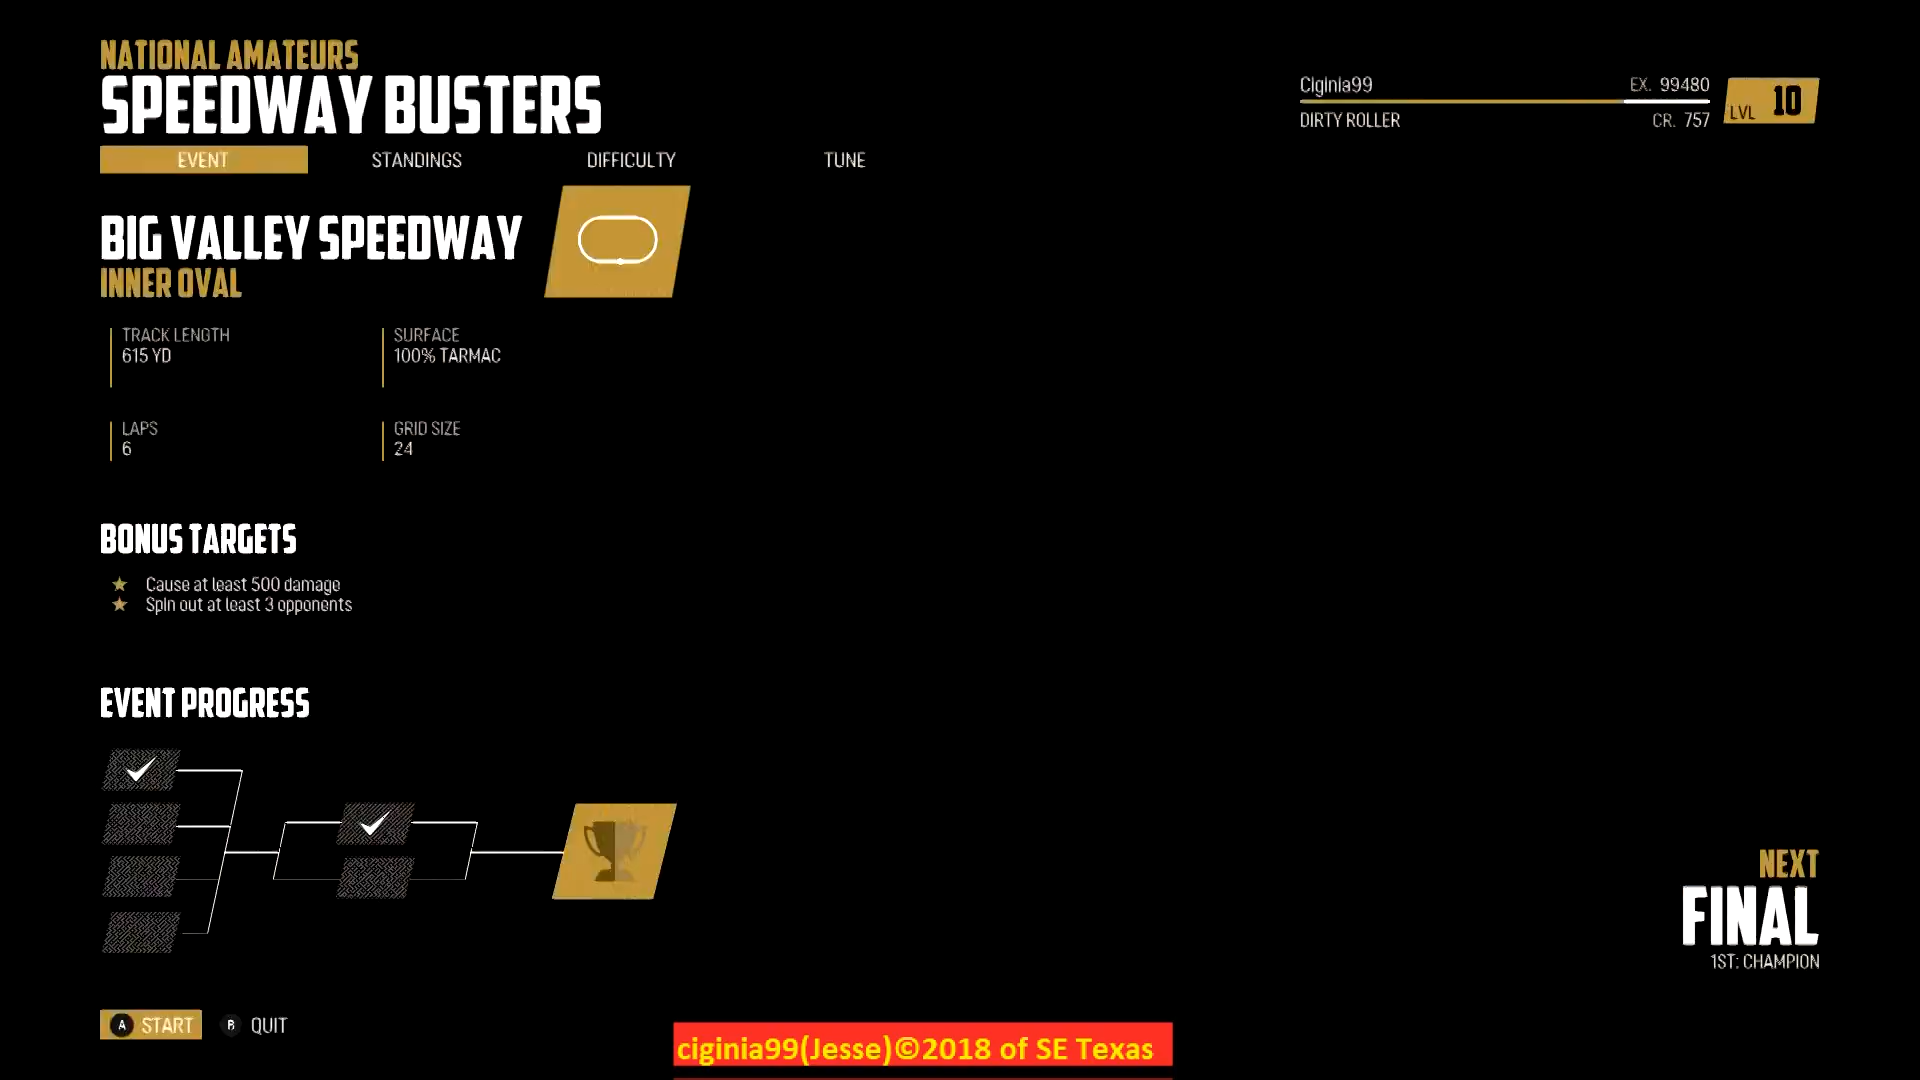 NATIONAL AMATEURS
SPEEDWAY BUSTERS
Ciginia99 EX. 99480
DIRTY ROLLER CR. 757
LVL 10
EVENT STANDINGS DIFFICULTY TUNE
BIG VALLEY SPEEDWAY
INNER OVAL
TRACK LENGTH SURFACE
615 YD 100% TARMAC
LAPS GRID SIZE
6 24
BONUS TARGETS
★ Cause at least 500 damage
★ Spin out at least 3 opponents
EVENT PROGRESS
NEXT
FINAL
1ST: CHAMPION
A START B QUIT
ciginia99(Jesse)©2018 of SE Texas